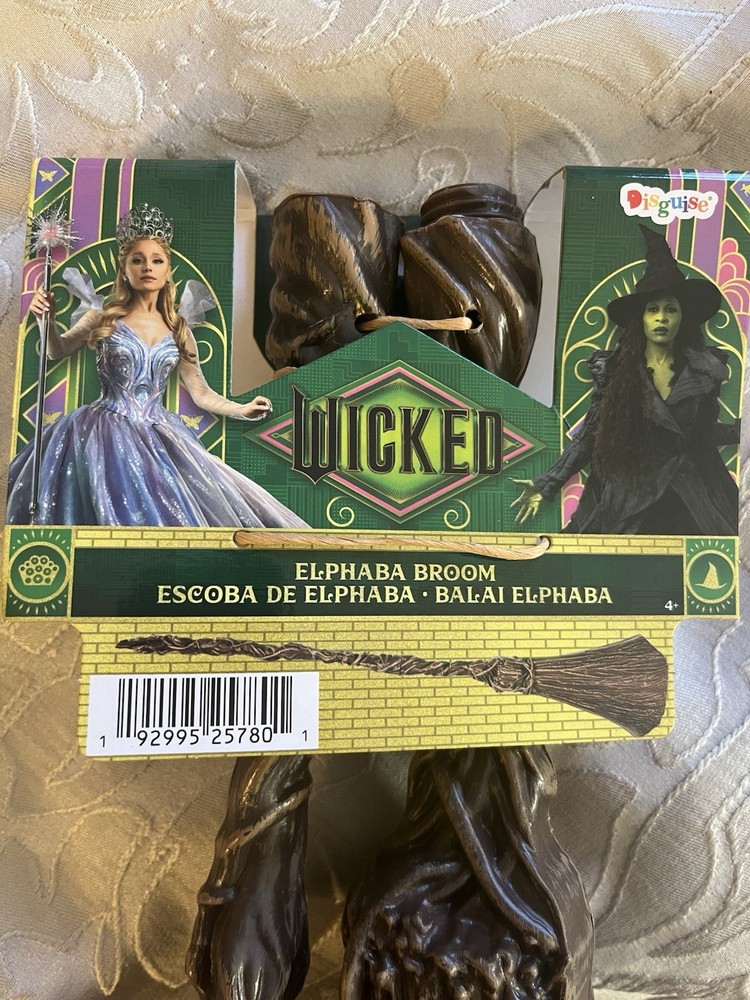 Disguise®
WICKED
ELPHABA BROOM
ESCOBA DE ELPHABA • BALAI ELPHABA
4+
1 92995 25780 1